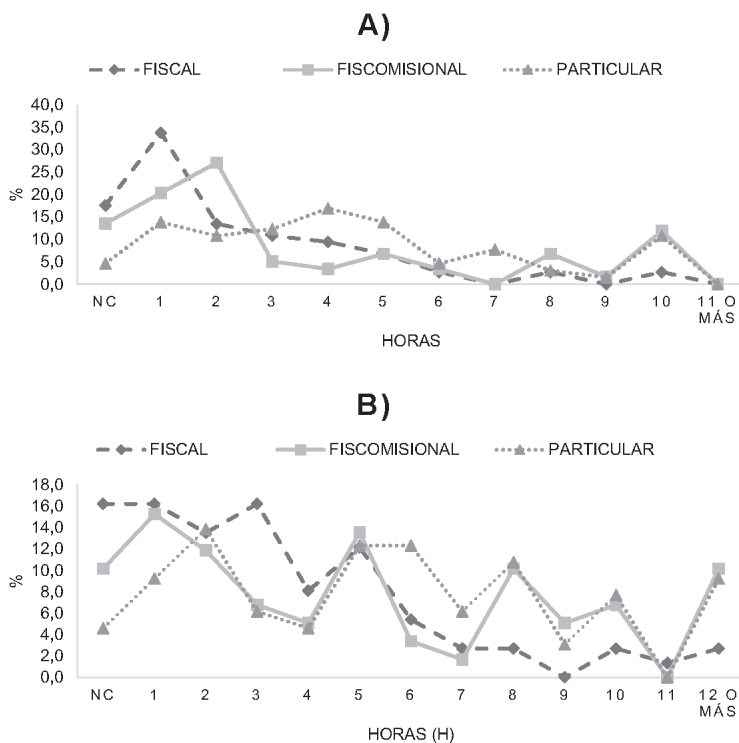 A)
FISCAL FISCOMISIONAL PARTICULAR
40,0
35,0
30,0
25,0
20,0
15,0
10,0
5,0
0,0
%
NC 1 2 3 4 5 6 7 8 9 10 11 O
MÁS
HORAS
B)
FISCAL FISCOMISIONAL PARTICULAR
18,0
16,0
14,0
12,0
10,0
8,0
6,0
4,0
2,0
0,0
%
NC 1 2 3 4 5 6 7 8 9 10 11 12 O
MÁS
HORAS (H)